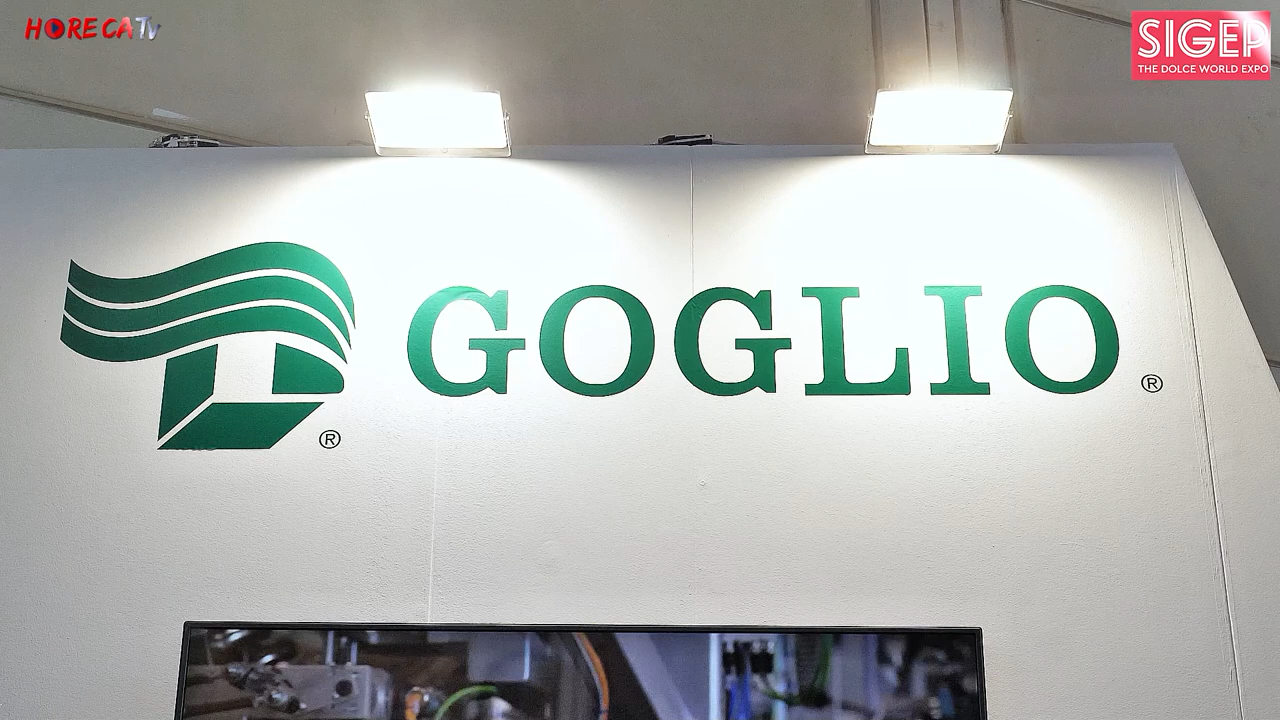 HORECATV
SIGEP
THE DOLCE WORLD EXPO
GOGLIO ®
®